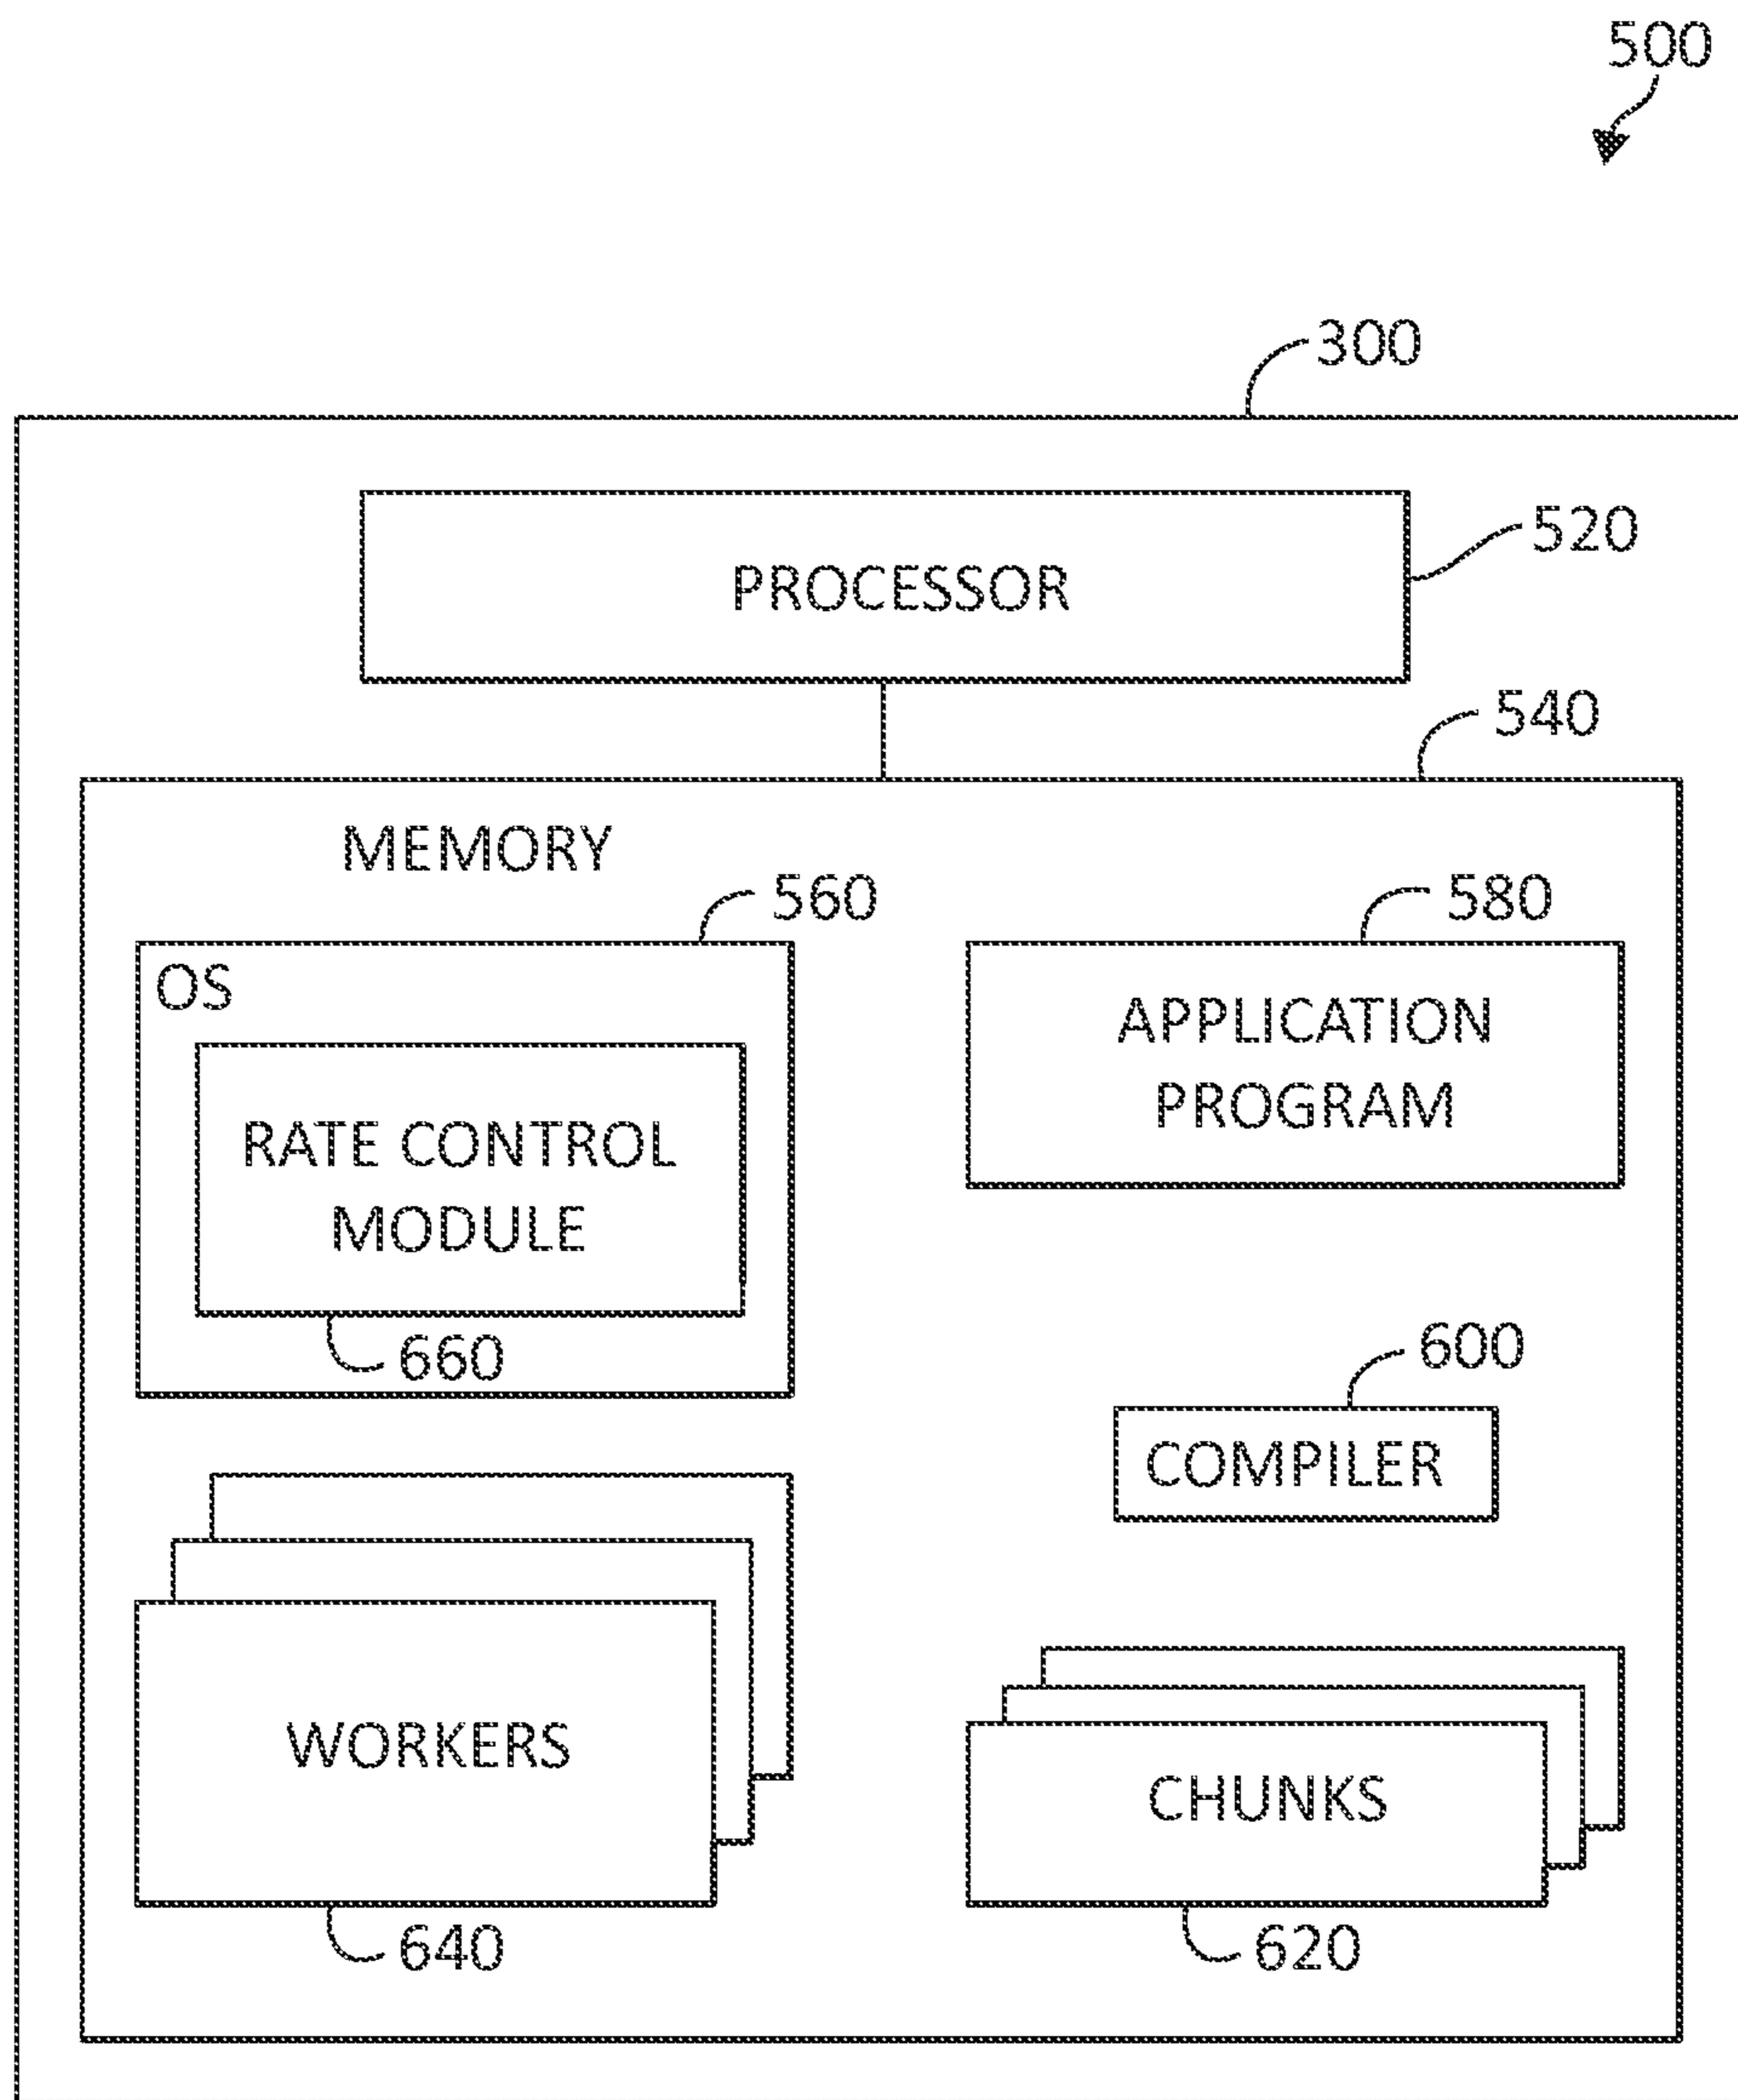 500
300
PROCESSOR
520
540
MEMORY
560
580
OS
APPLICATION
PROGRAM
RATE CONTROL
MODULE
660
600
COMPILER
WORKERS
CHUNKS
640
620